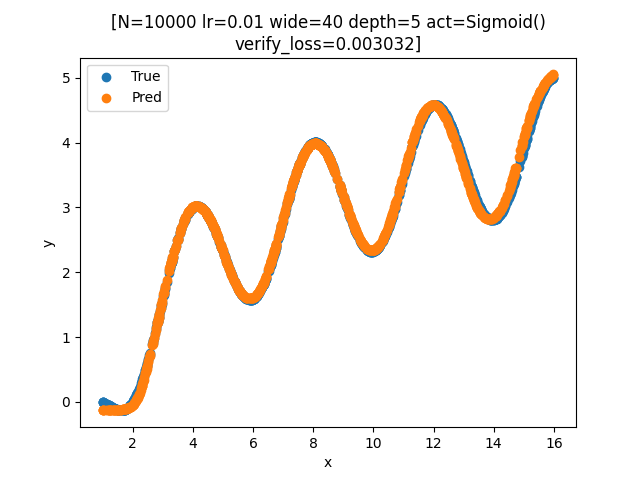 [N=10000 lr=0.01 wide=40 depth=5 act=Sigmoid()
verify_loss=0.003032]
True
Pred
5
4
3
2
1
0
y
2 4 6 8 10 12 14 16
x